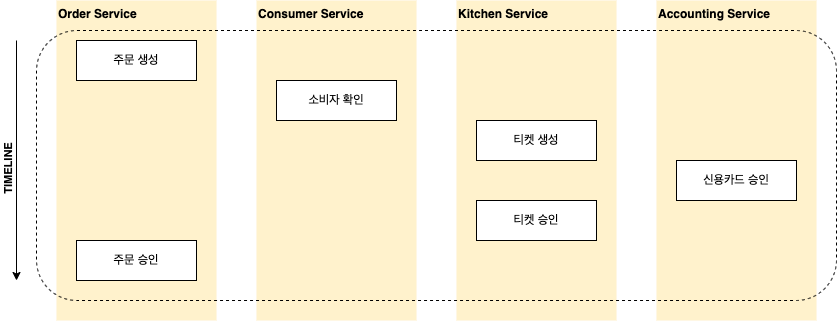 Order Service
Consumer Service
Kitchen Service
Accounting Service
주문 생성
소비자 확인
티켓 생성
신용카드 승인
티켓 승인
주문 승인
TIMELINE